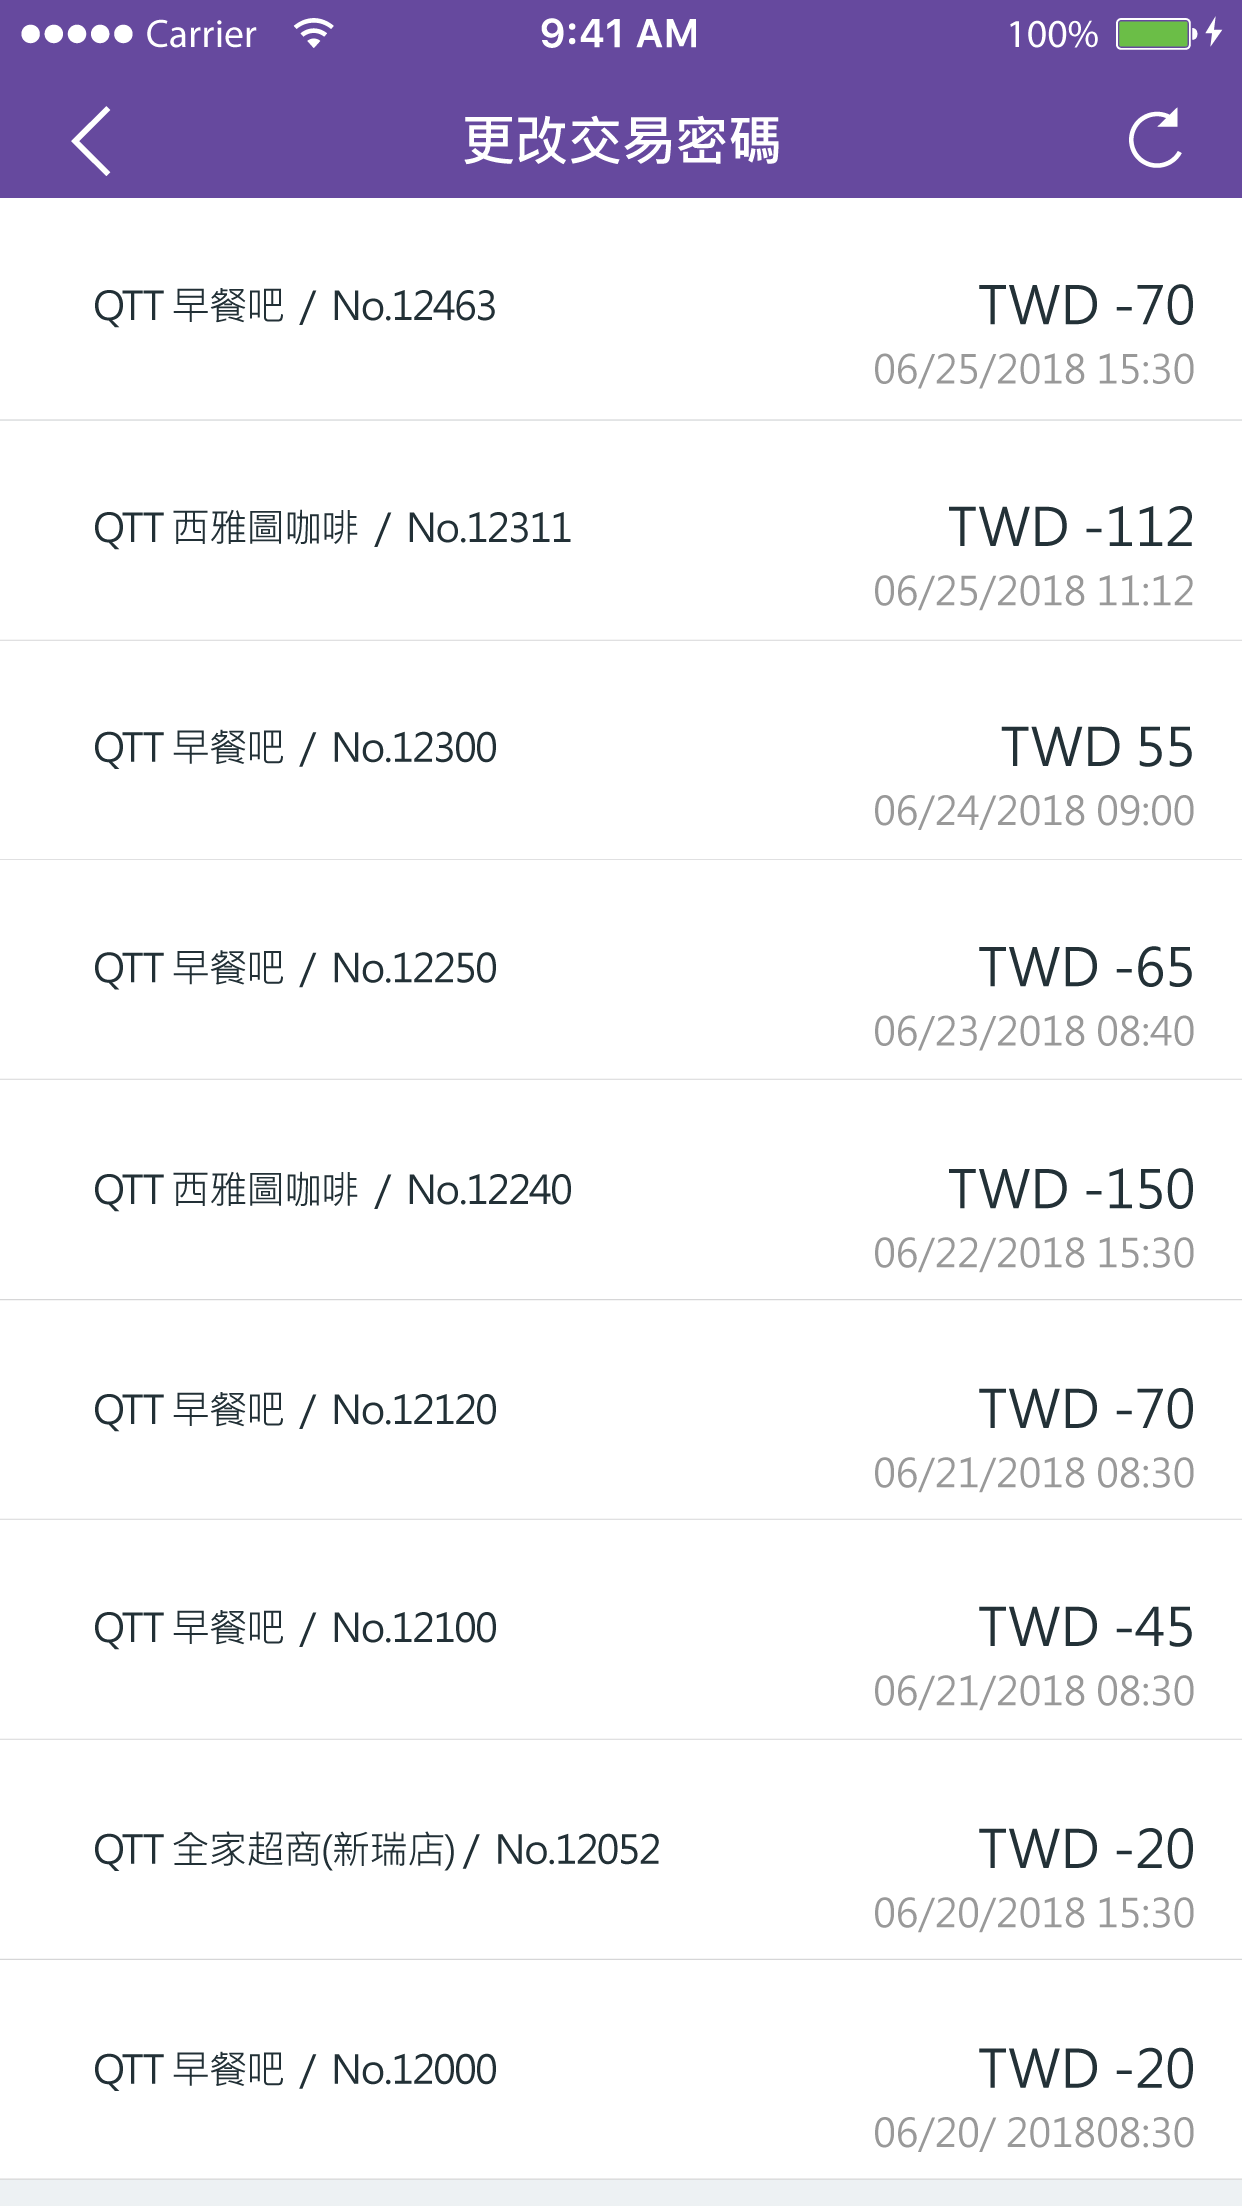 Carrier 9:41 AM 100%
更改交易密碼
QTT 早餐吧 / No.12463 TWD -70
06/25/2018 15:30
QTT 西雅圖咖啡 / No.12311 TWD -112
06/25/2018 11:12
QTT 早餐吧 / No.12300 TWD 55
06/24/2018 09:00
QTT 早餐吧 / No.12250 TWD -65
06/23/2018 08:40
QTT 西雅圖咖啡 / No.12240 TWD -150
06/22/2018 15:30
QTT 早餐吧 / No.12120 TWD -70
06/21/2018 08:30
QTT 早餐吧 / No.12100 TWD -45
06/21/2018 08:30
QTT 全家超商(新瑞店) / No.12052 TWD -20
06/20/2018 15:30
QTT 早餐吧 / No.12000 TWD -20
06/20/ 201808:30